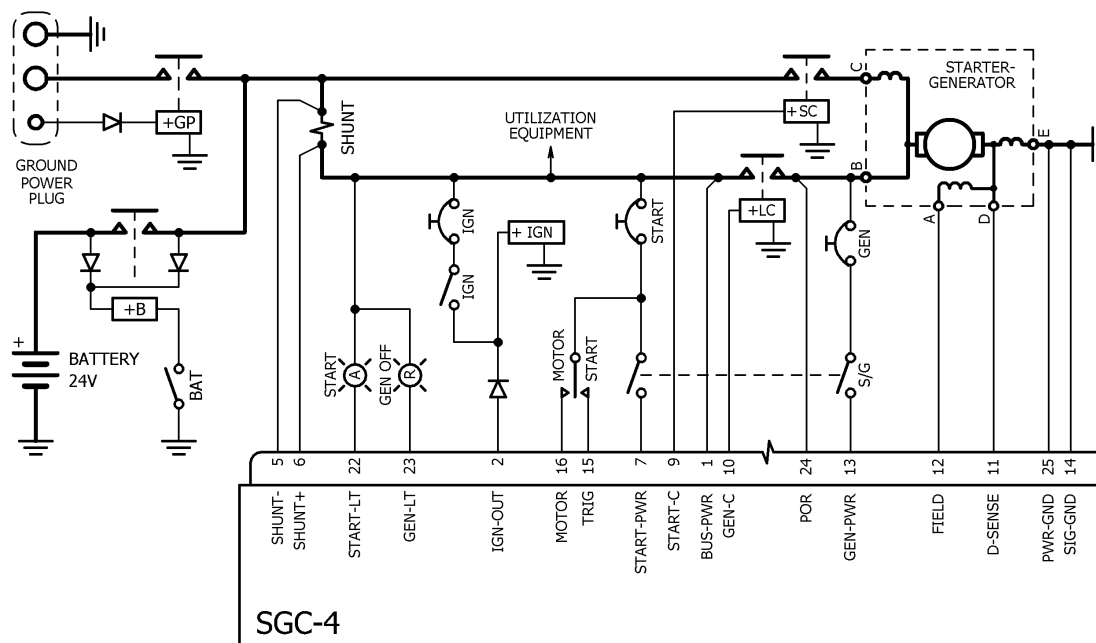 C
STARTER-
GENERATOR
+GP
SHUNT
UTILIZATION
EQUIPMENT
+SC
E
GROUND
POWER
PLUG
B
IGN
+ IGN
START
+LC
A
D
GEN
IGN
+B
+
BATTERY
24V
BAT
START
A
GEN OFF
R
MOTOR
START
S/G
5
6
22
23
2
16
15
7
9
1
10
24
13
12
11
25
14
SHUNT-
SHUNT+
START-LT
GEN-LT
IGN-OUT
MOTOR
TRIG
START-PWR
START-C
BUS-PWR
GEN-C
POR
GEN-PWR
FIELD
D-SENSE
PWR-GND
SIG-GND
SGC-4